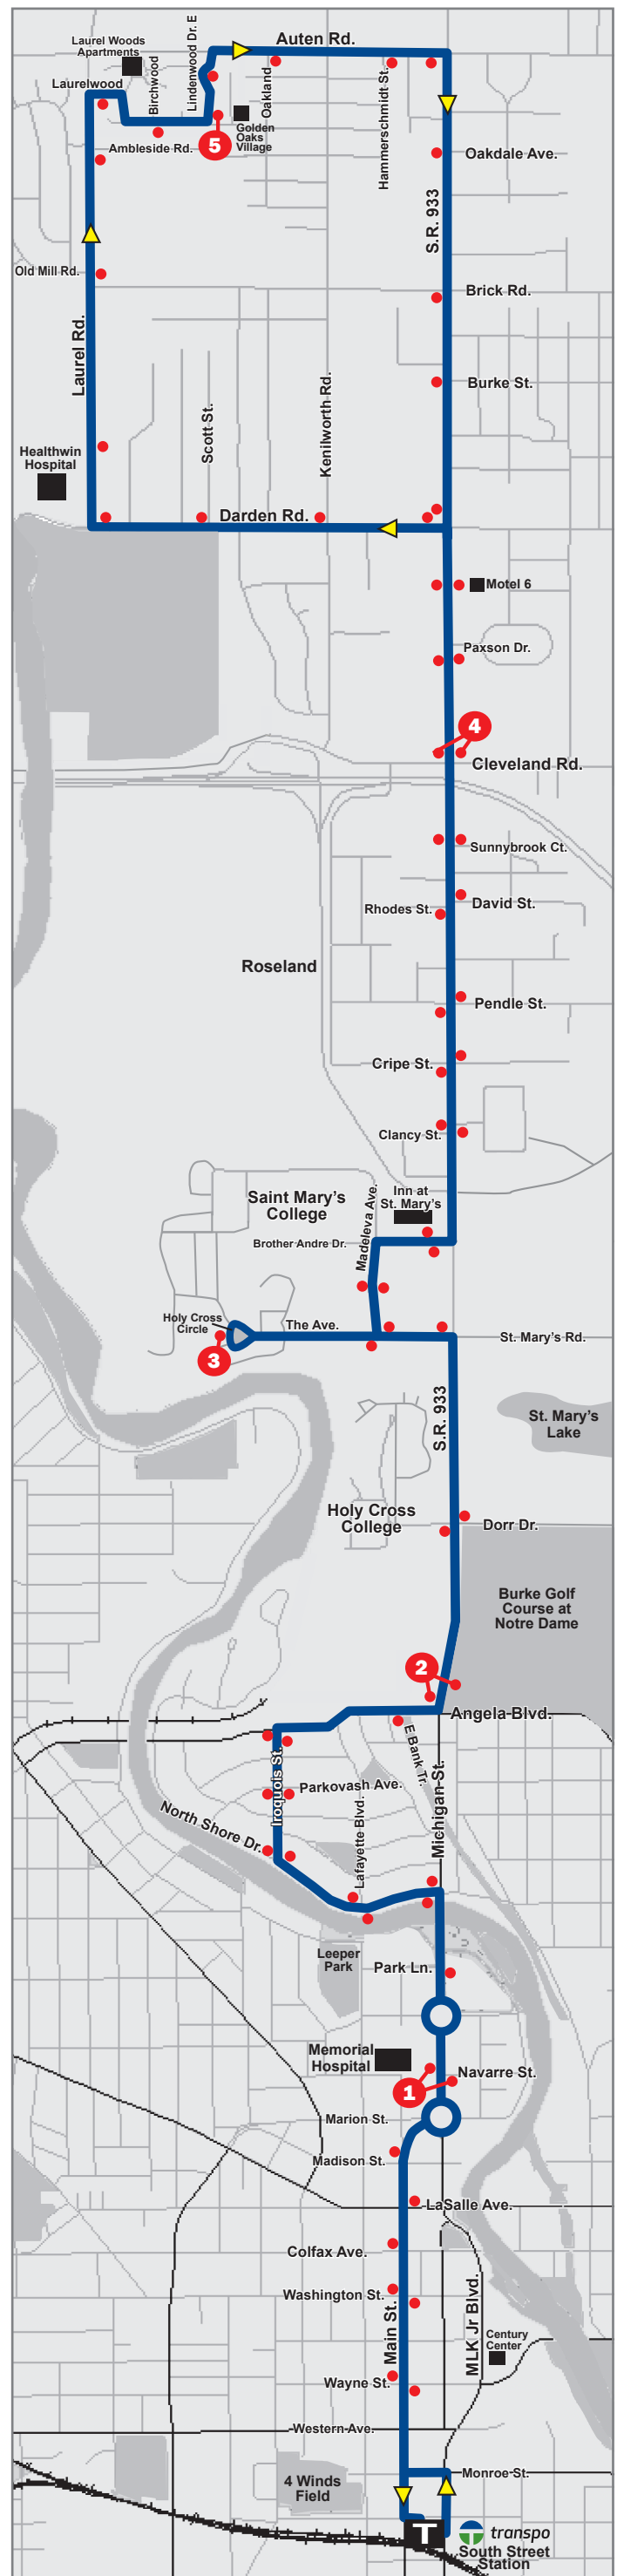 Auten Rd.
Laurel Woods
Apartments
Lindenwood Dr. E
Birchwood
Laurelwood
Oakland
Hammerschmidt St.
Golden
Oaks
Village
5
Ambleside Rd.
Oakdale Ave.
S.R. 933
Old Mill Rd.
Brick Rd.
Laurel Rd.
Burke St.
Scott St.
Kenilworth Rd.
Healthwin
Hospital
Darden Rd.
Motel 6
Paxson Dr.
4
Cleveland Rd.
Sunnybrook Ct.
David St.
Rhodes St.
Roseland
Pendle St.
Cripe St.
Clancy St.
Saint Mary's
College
Madeleva Ave.
Inn at
St. Mary's
Brother Andre Dr.
Holy Cross
Circle
The Ave.
St. Mary's Rd.
3
S.R. 933
St. Mary's
Lake
Holy Cross
College
Dorr Dr.
Burke Golf
Course at
Notre Dame
2
Angela Blvd.
E Bank Tr.
Iroquois St.
Parkovash Ave.
Michigan St.
North Shore Dr.
Lafayette Blvd.
Leeper
Park
Park Ln.
Memorial
Hospital
Navarre St.
1
Marion St.
Madison St.
LaSalle Ave.
Colfax Ave.
Washington St.
Main St.
MLK Jr Blvd.
Century
Center
Wayne St.
Western Ave.
Monroe St.
4 Winds
Field
T
transpo
South Street
Station